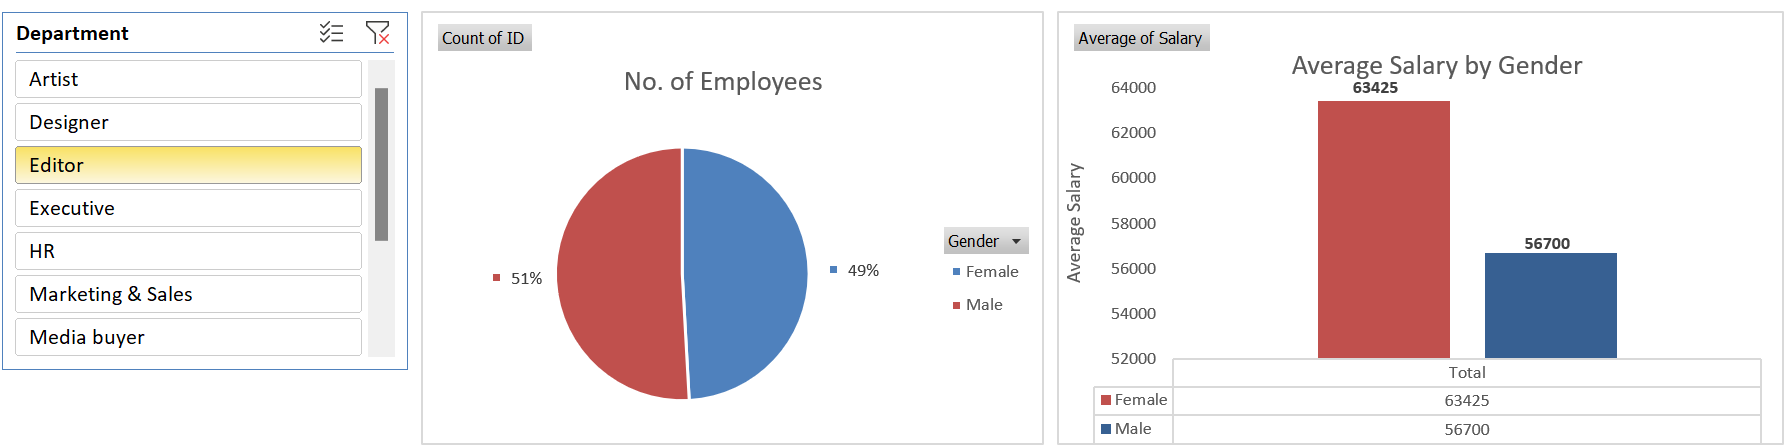 Department
Artist
Designer
Editor
Executive
HR
Marketing & Sales
Media buyer
Count of ID
No. of Employees
51%
49%
Gender
Female
Male
Average of Salary
Average Salary by Gender
Average Salary
64000
62000
60000
58000
56000
54000
52000
63425
56700
Total
Female 63425
Male 56700